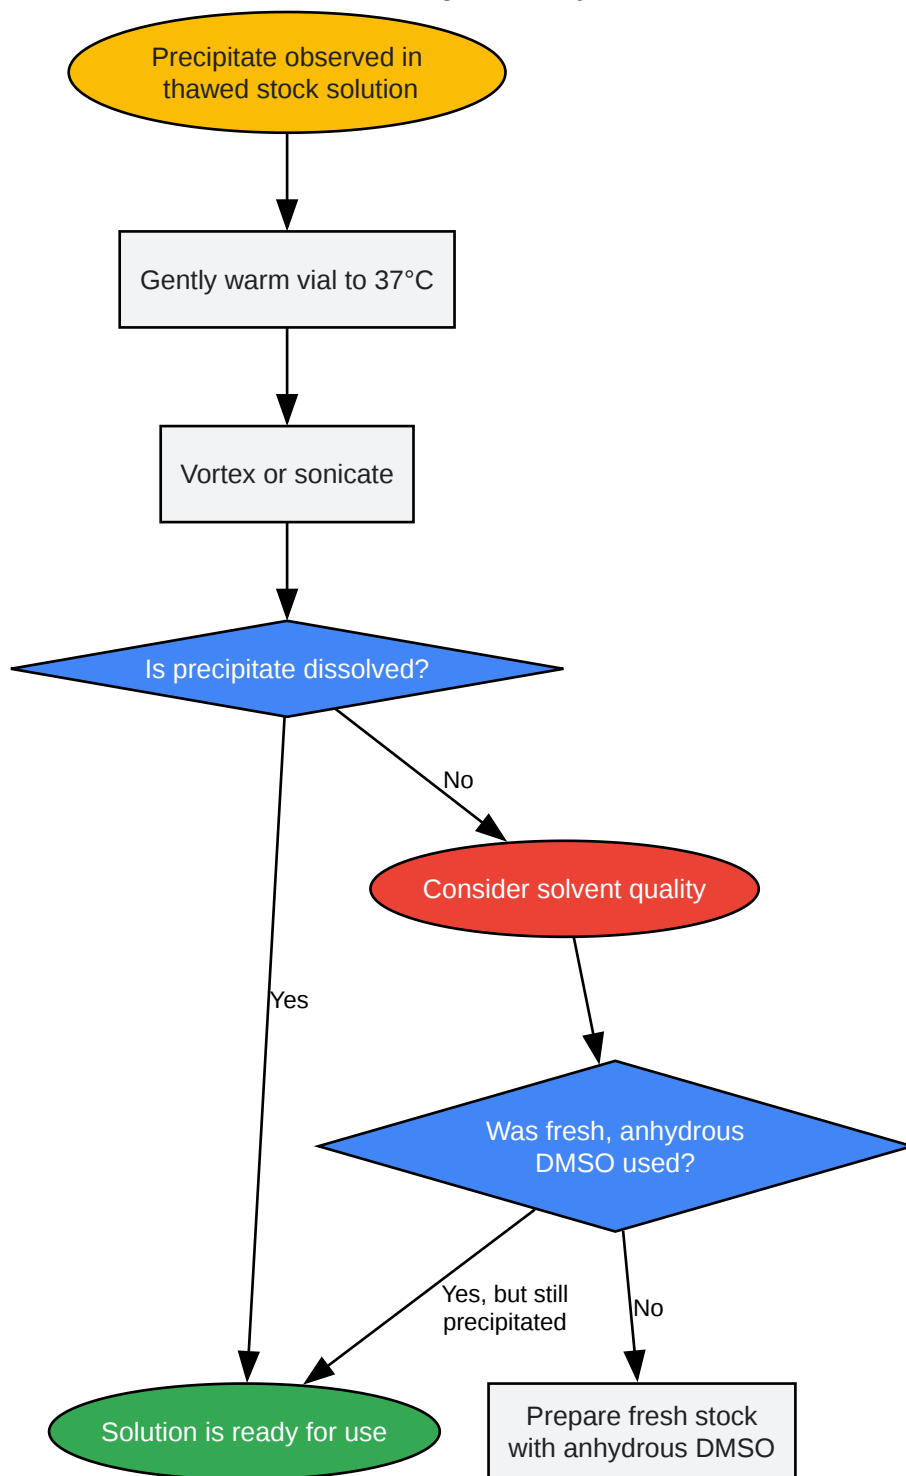 Precipitate observed in
thawed stock solution
Gently warm vial to 37°C
Vortex or sonicate
Is precipitate dissolved?
No
Consider solvent quality
Yes
Was fresh, anhydrous
DMSO used?
Yes, but still
precipitated
No
Solution is ready for use
Prepare fresh stock
with anhydrous DMSO